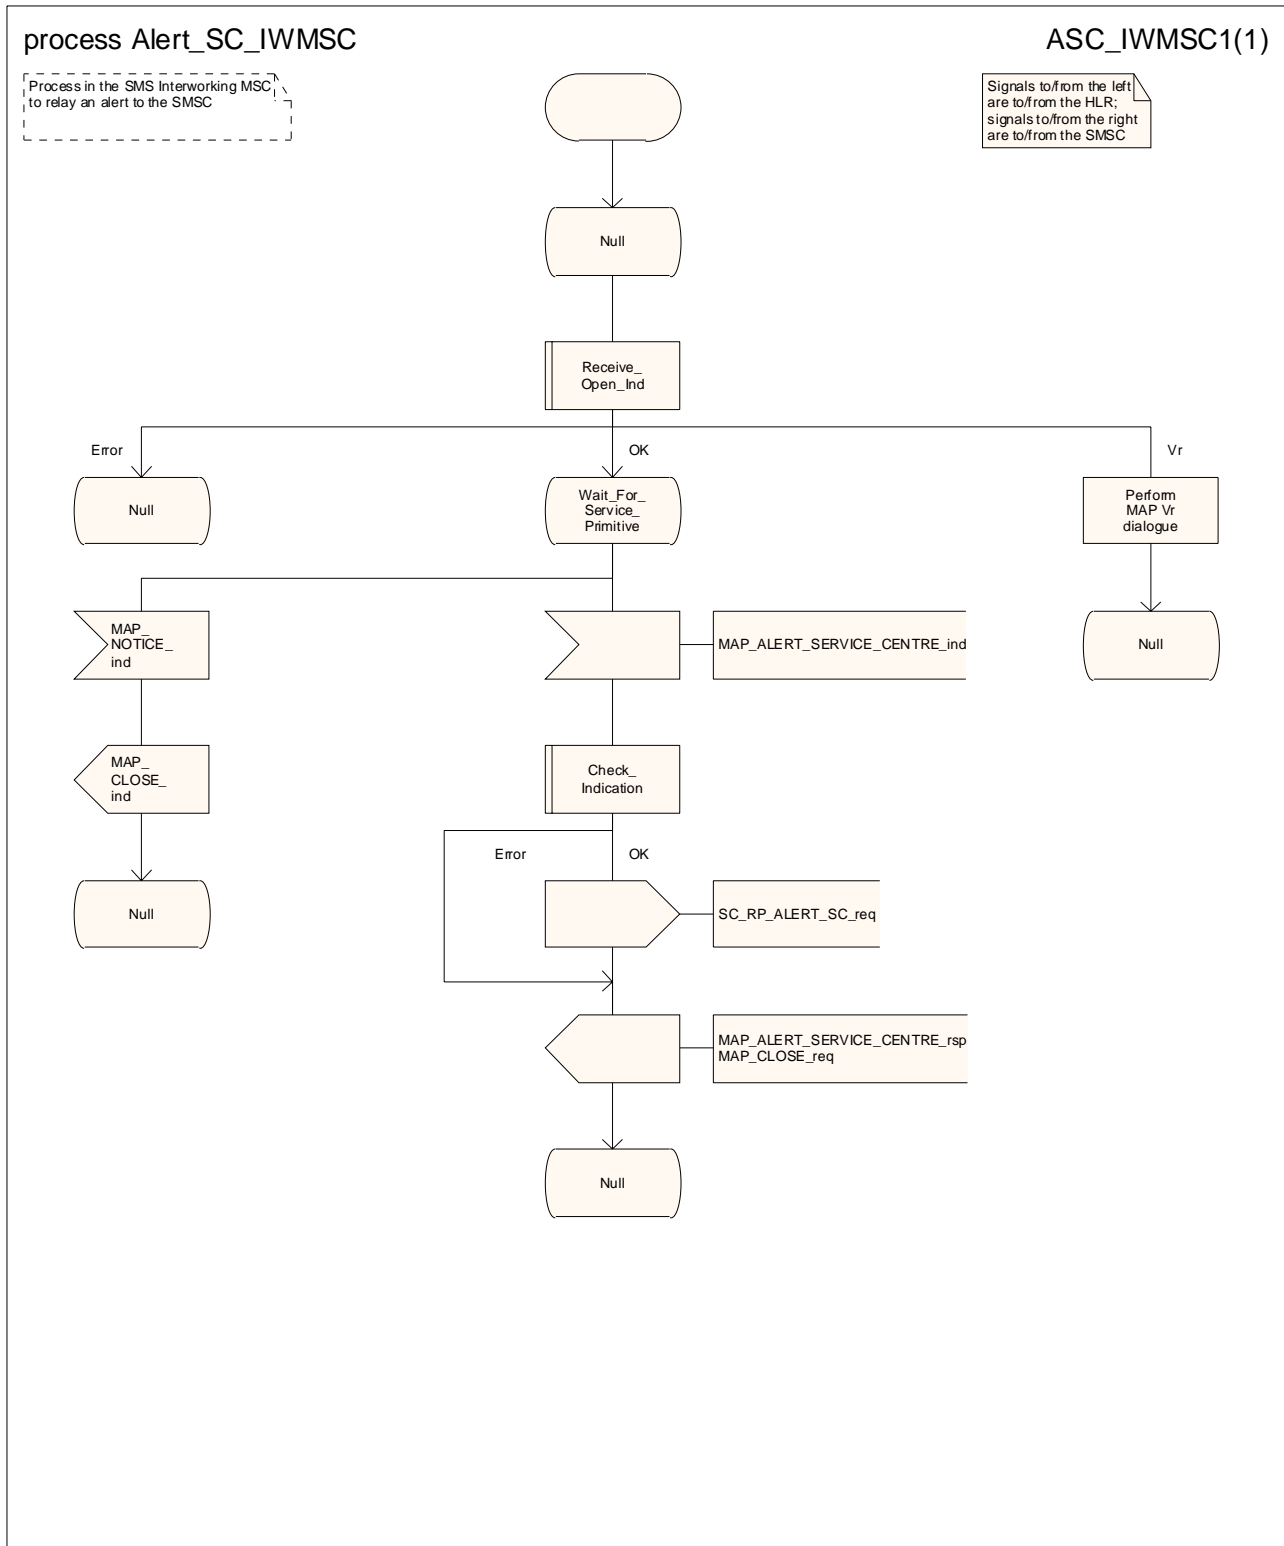 process Alert_SC_IWMSC
ASC_IWMSC1(1)
Process in the SMS Interworking MSC
to relay an alert to the SMSC
Signals to/from the left
are to/from the HLR;
signals to/from the right
are to/from the SMSC
Null
Receive_
Open_Ind
Error
OK
Vr
Null
Wait_For_
Service_
Primitive
Perform
MAP Vr
dialogue
MAP_
NOTICE_
ind
MAP_ALERT_SERVICE_CENTRE_ind
Null
MAP_
CLOSE_
ind
Check_
Indication
Error
OK
Null
SC_RP_ALERT_SC_req
MAP_ALERT_SERVICE_CENTRE_rsp
MAP_CLOSE_req
Null